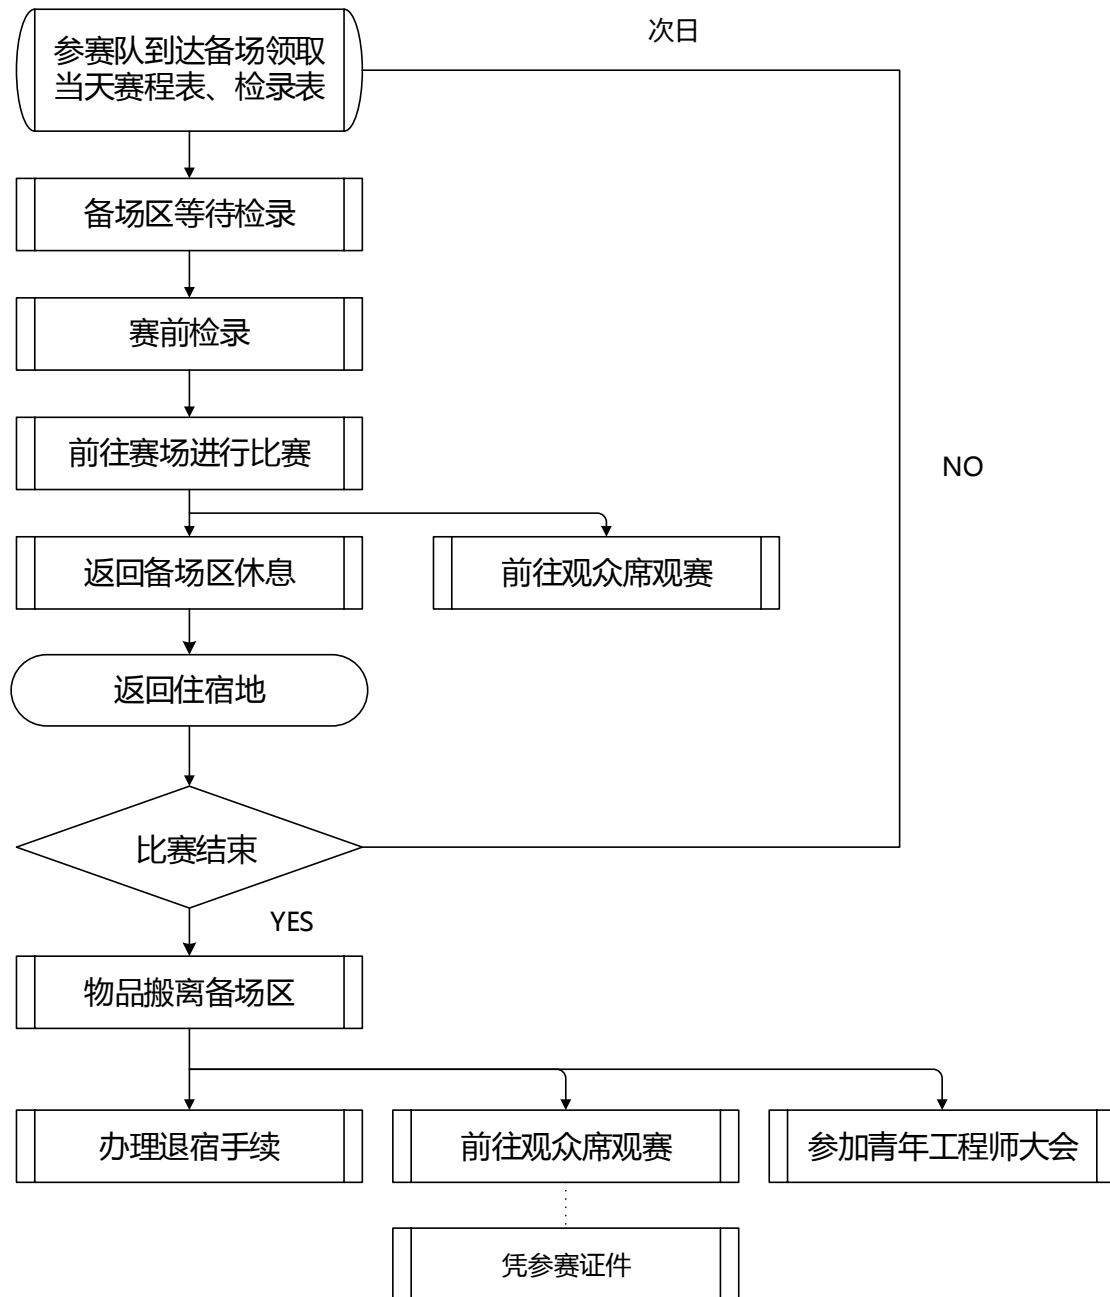 次日
参赛队到达备场领取
当天赛程表、检录表
备场区等待检录
赛前检录
前往赛场进行比赛
NO
返回备场区休息
前往观众席观赛
返回住宿地
比赛结束
YES
物品搬离备场区
办理退宿手续
前往观众席观赛
参加青年工程师大会
凭参赛证件